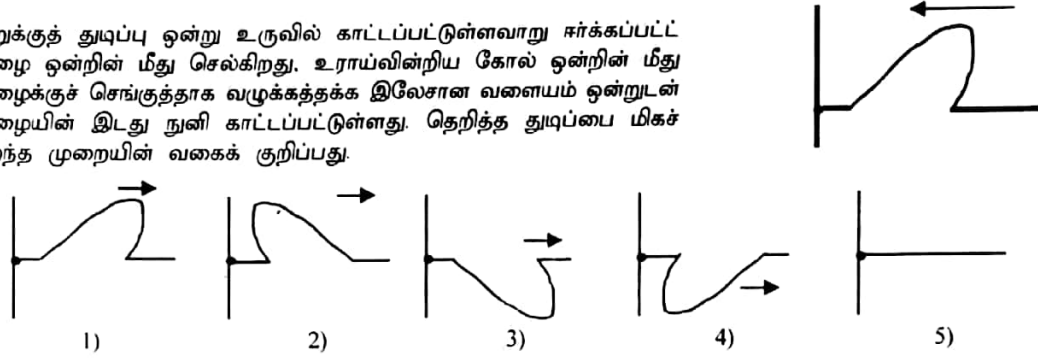 றுக்குத் துடிப்பு ஒன்று உருவில் காட்டப்பட்டுள்ளவாறு ஈர்க்கப்பட்ட
ழை ஒன்றின் மீது செல்கிறது. உராய்வின்றிய கோல் ஒன்றின் மீது
ழைக்குச் செங்குத்தாக வழுக்கத்தக்க இலேசான வளையம் ஒன்றுடன்
ழையின் இடது நுனி காட்டப்பட்டுள்ளது. தெறித்த துடிப்பை மிகச்
ந்த முறையின் வகைக் குறிப்பது.
1) 2) 3) 4) 5)